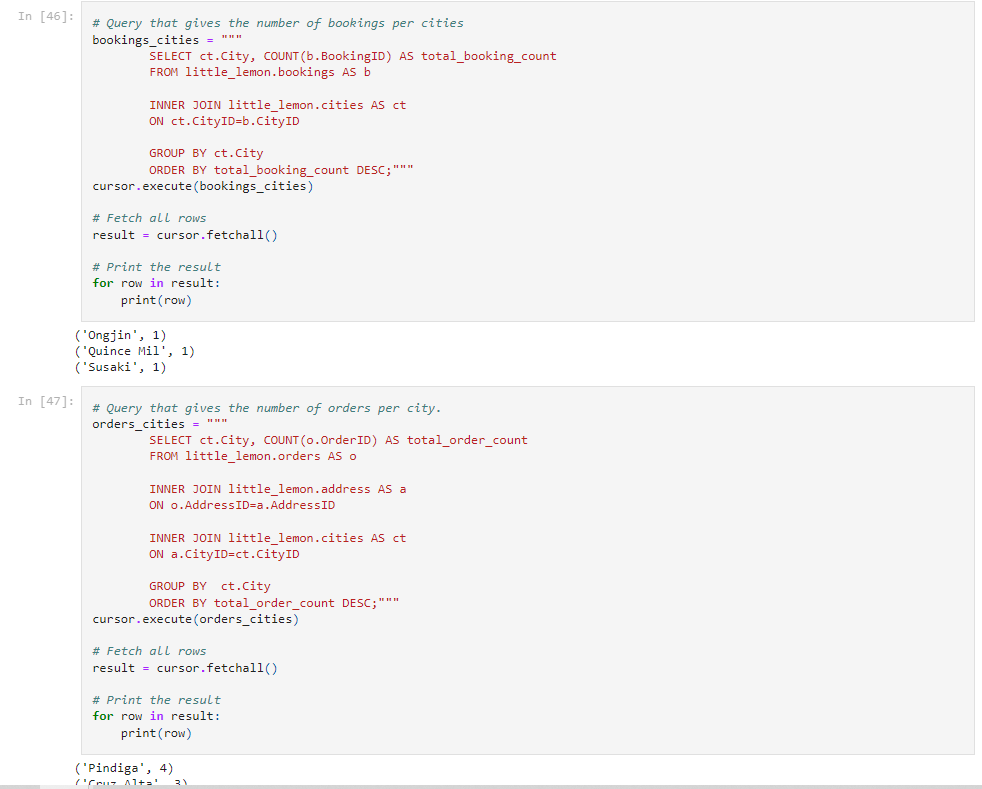 In [46]:
# Query that gives the number of bookings per cities
bookings_cities = """
SELECT ct.City, COUNT(b.BookingID) AS total_booking_count
FROM little_lemon.bookings AS b
INNER JOIN little_lemon.cities AS ct
ON ct.CityID=b.CityID
GROUP BY ct.City
ORDER BY total_booking_count DESC;"""
cursor.execute(bookings_cities)
# Fetch all rows
result = cursor.fetchall()
# Print the result
for row in result:
print(row)
('Ongjin', 1)
('Quince Mil', 1)
('Susaki', 1)
In [47]:
# Query that gives the number of orders per city.
orders_cities = """
SELECT ct.City, COUNT(o.OrderID) AS total_order_count
FROM little_lemon.orders AS o
INNER JOIN little_lemon.address AS a
ON o.AddressID=a.AddressID
INNER JOIN little_lemon.cities AS ct
ON a.CityID=ct.CityID
GROUP BY  ct.City
ORDER BY total_order_count DESC;"""
cursor.execute(orders_cities)
# Fetch all rows
result = cursor.fetchall()
# Print the result
for row in result:
print(row)
('Pindiga', 4)
('Cruz Alta', 3)